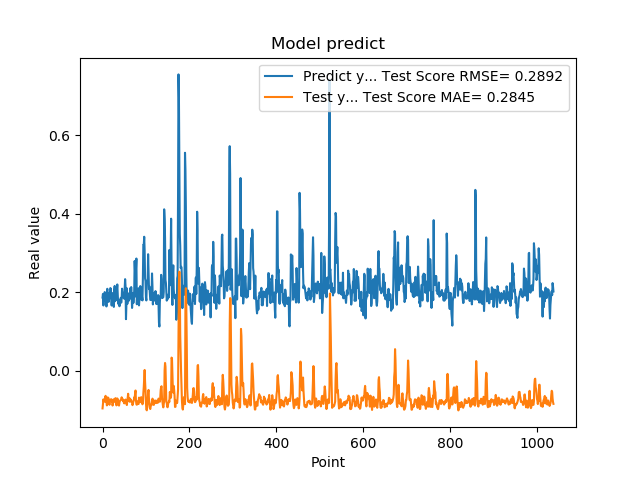 Model predict
Predict y... Test Score RMSE= 0.2892
Test y... Test Score MAE= 0.2845
Real value
0.6
0.4
0.2
0.0
0 200 400 600 800 1000
Point